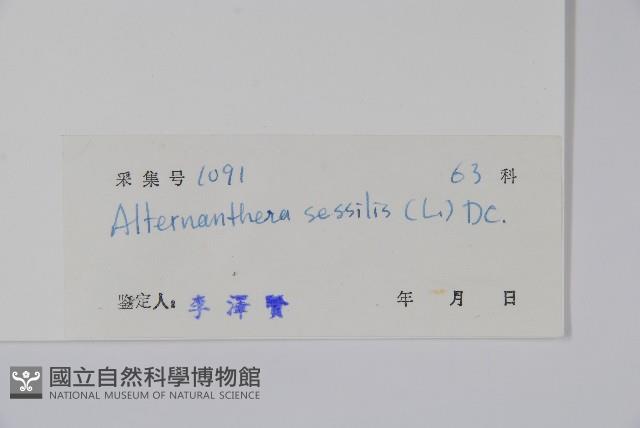 采集号 1091 63 科
Alternanthera sessilis (L.) DC.
鉴定人: 李澤賢 年 月 日
國立自然科學博物館
NATIONAL MUSEUM OF NATURAL SCIENCE